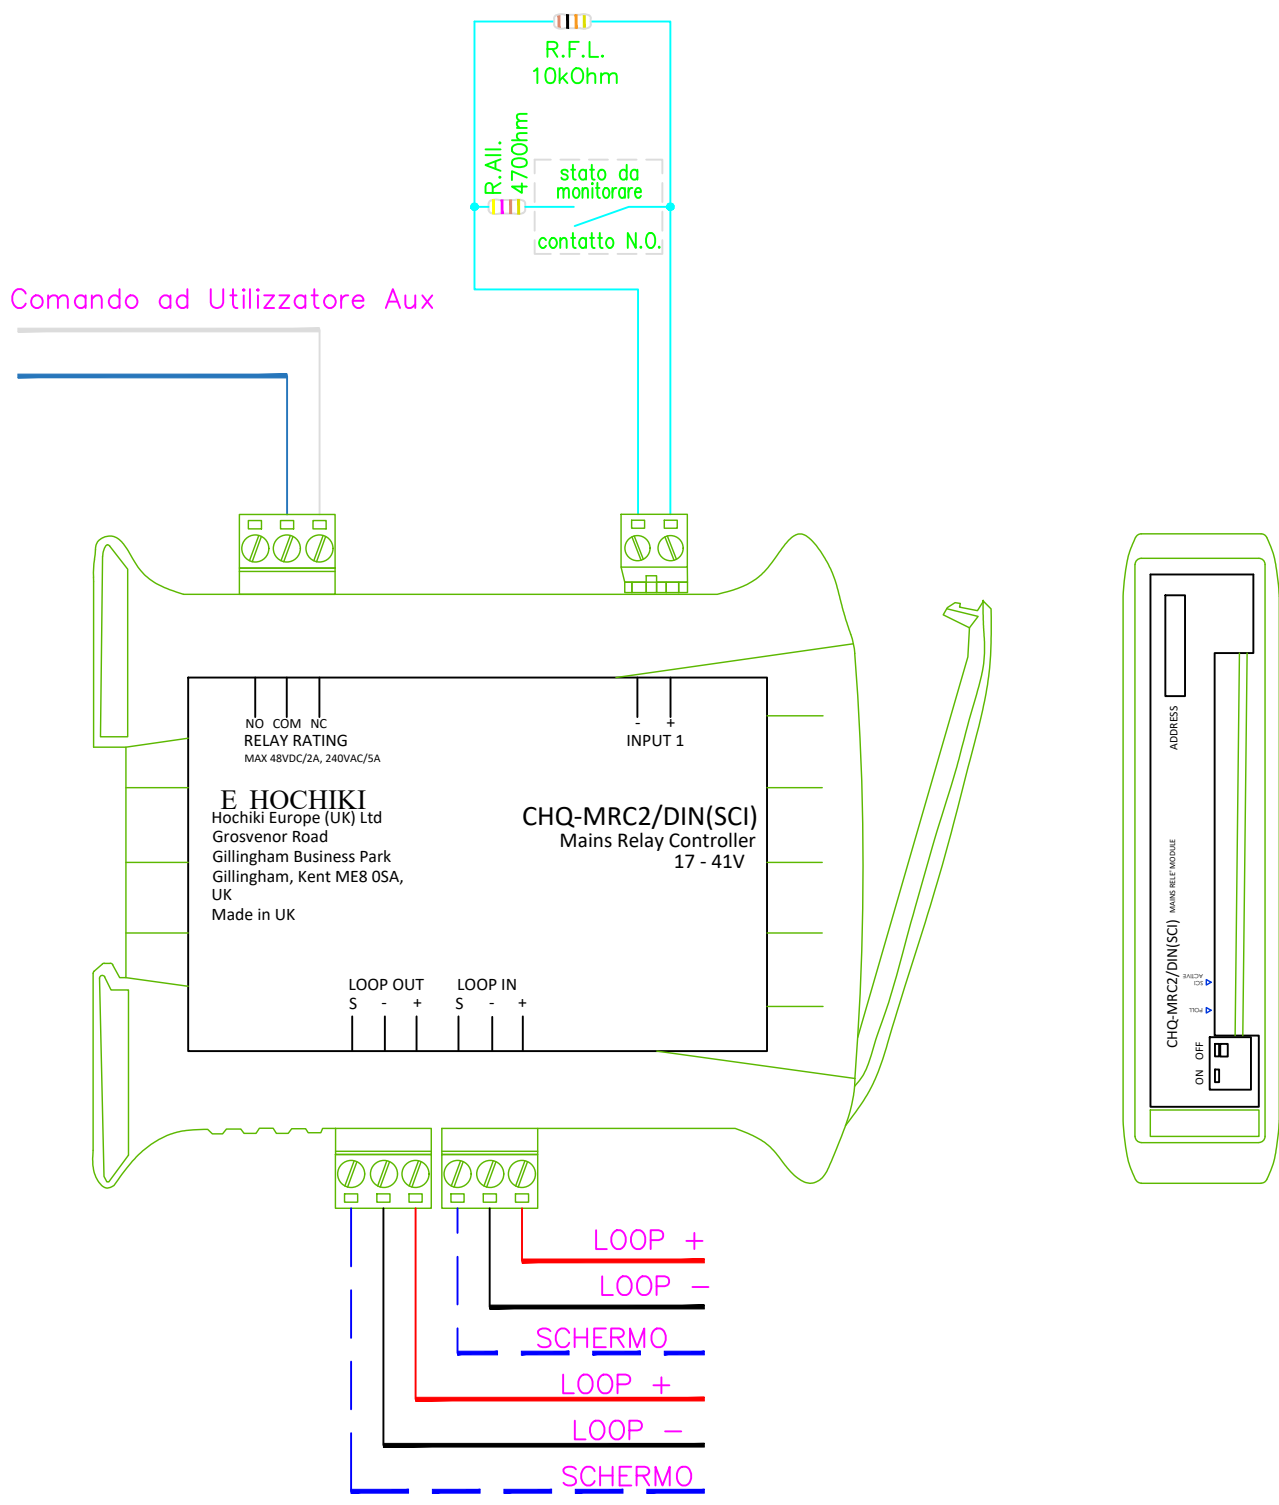 R.F.L.
10kOhm
R.All.
470Ohm
stato da
monitorare
contatto N.O.
Comando ad Utilizzatore Aux
NO COM NC
RELAY RATING
MAX 48VDC/2A, 240VAC/5A
- +
INPUT 1
E HOCHIKI
Hochiki Europe (UK) Ltd
Grosvenor Road
Gillingham Business Park
Gillingham, Kent ME8 0SA,
UK
Made in UK
CHQ-MRC2/DIN(SCI)
Mains Relay Controller
17 - 41V
LOOP OUT
S - +
LOOP IN
S - +
LOOP +
LOOP -
SCHERMO
LOOP +
LOOP -
SCHERMO
ADDRESS
CHQ-MRC2/DIN(SCI) MAINS RELE' MODULE
SCI
ACTIVE
POLL
ON OFF